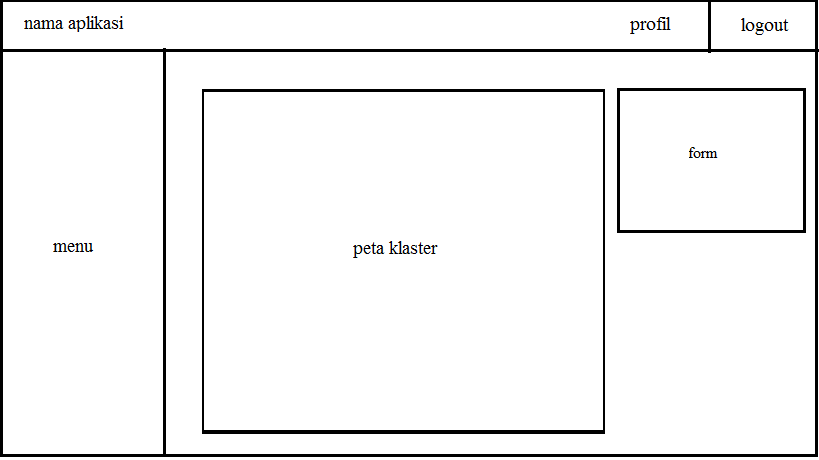 nama aplikasi
profil
logout
form
menu
peta klaster